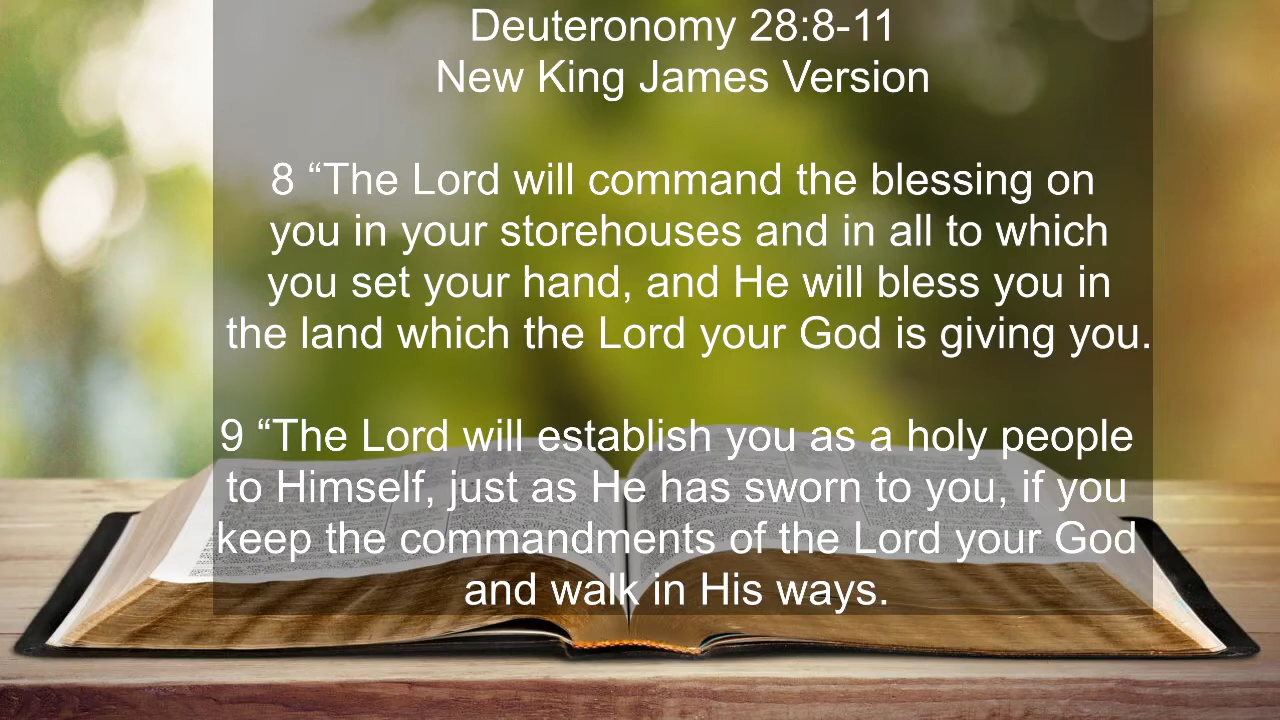 Deuteronomy 28:8-11
New King James Version
8 “The Lord will command the blessing on
you in your storehouses and in all to which
you set your hand, and He will bless you in
the land which the Lord your God is giving you.
9 “The Lord will establish you as a holy people
to Himself, just as He has sworn to you, if you
keep the commandments of the Lord your God
and walk in His ways.